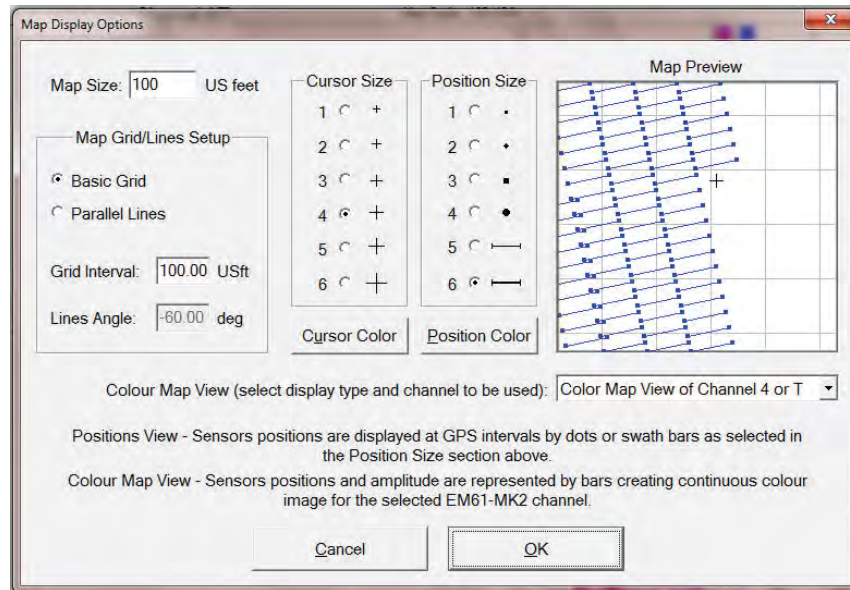 Map Display Options
Map Size: 100 US feet
Map Grid/Lines Setup
Basic Grid
Parallel Lines
Grid Interval: 100.00 USft
Lines Angle: -60.00 deg
Cursor Size
1
2
3
4
5
6
Cursor Color
Position Size
1
2
3
4
5
6
Position Color
Map Preview
Colour Map View (select display type and channel to be used): Color Map View of Channel 4 or T
Positions View - Sensors positions are displayed at GPS intervals by dots or swath bars as selected in
the Position Size section above.
Colour Map View - Sensors positions and amplitude are represented by bars creating continuous colour
image for the selected EM61-MK2 channel.
Cancel
OK